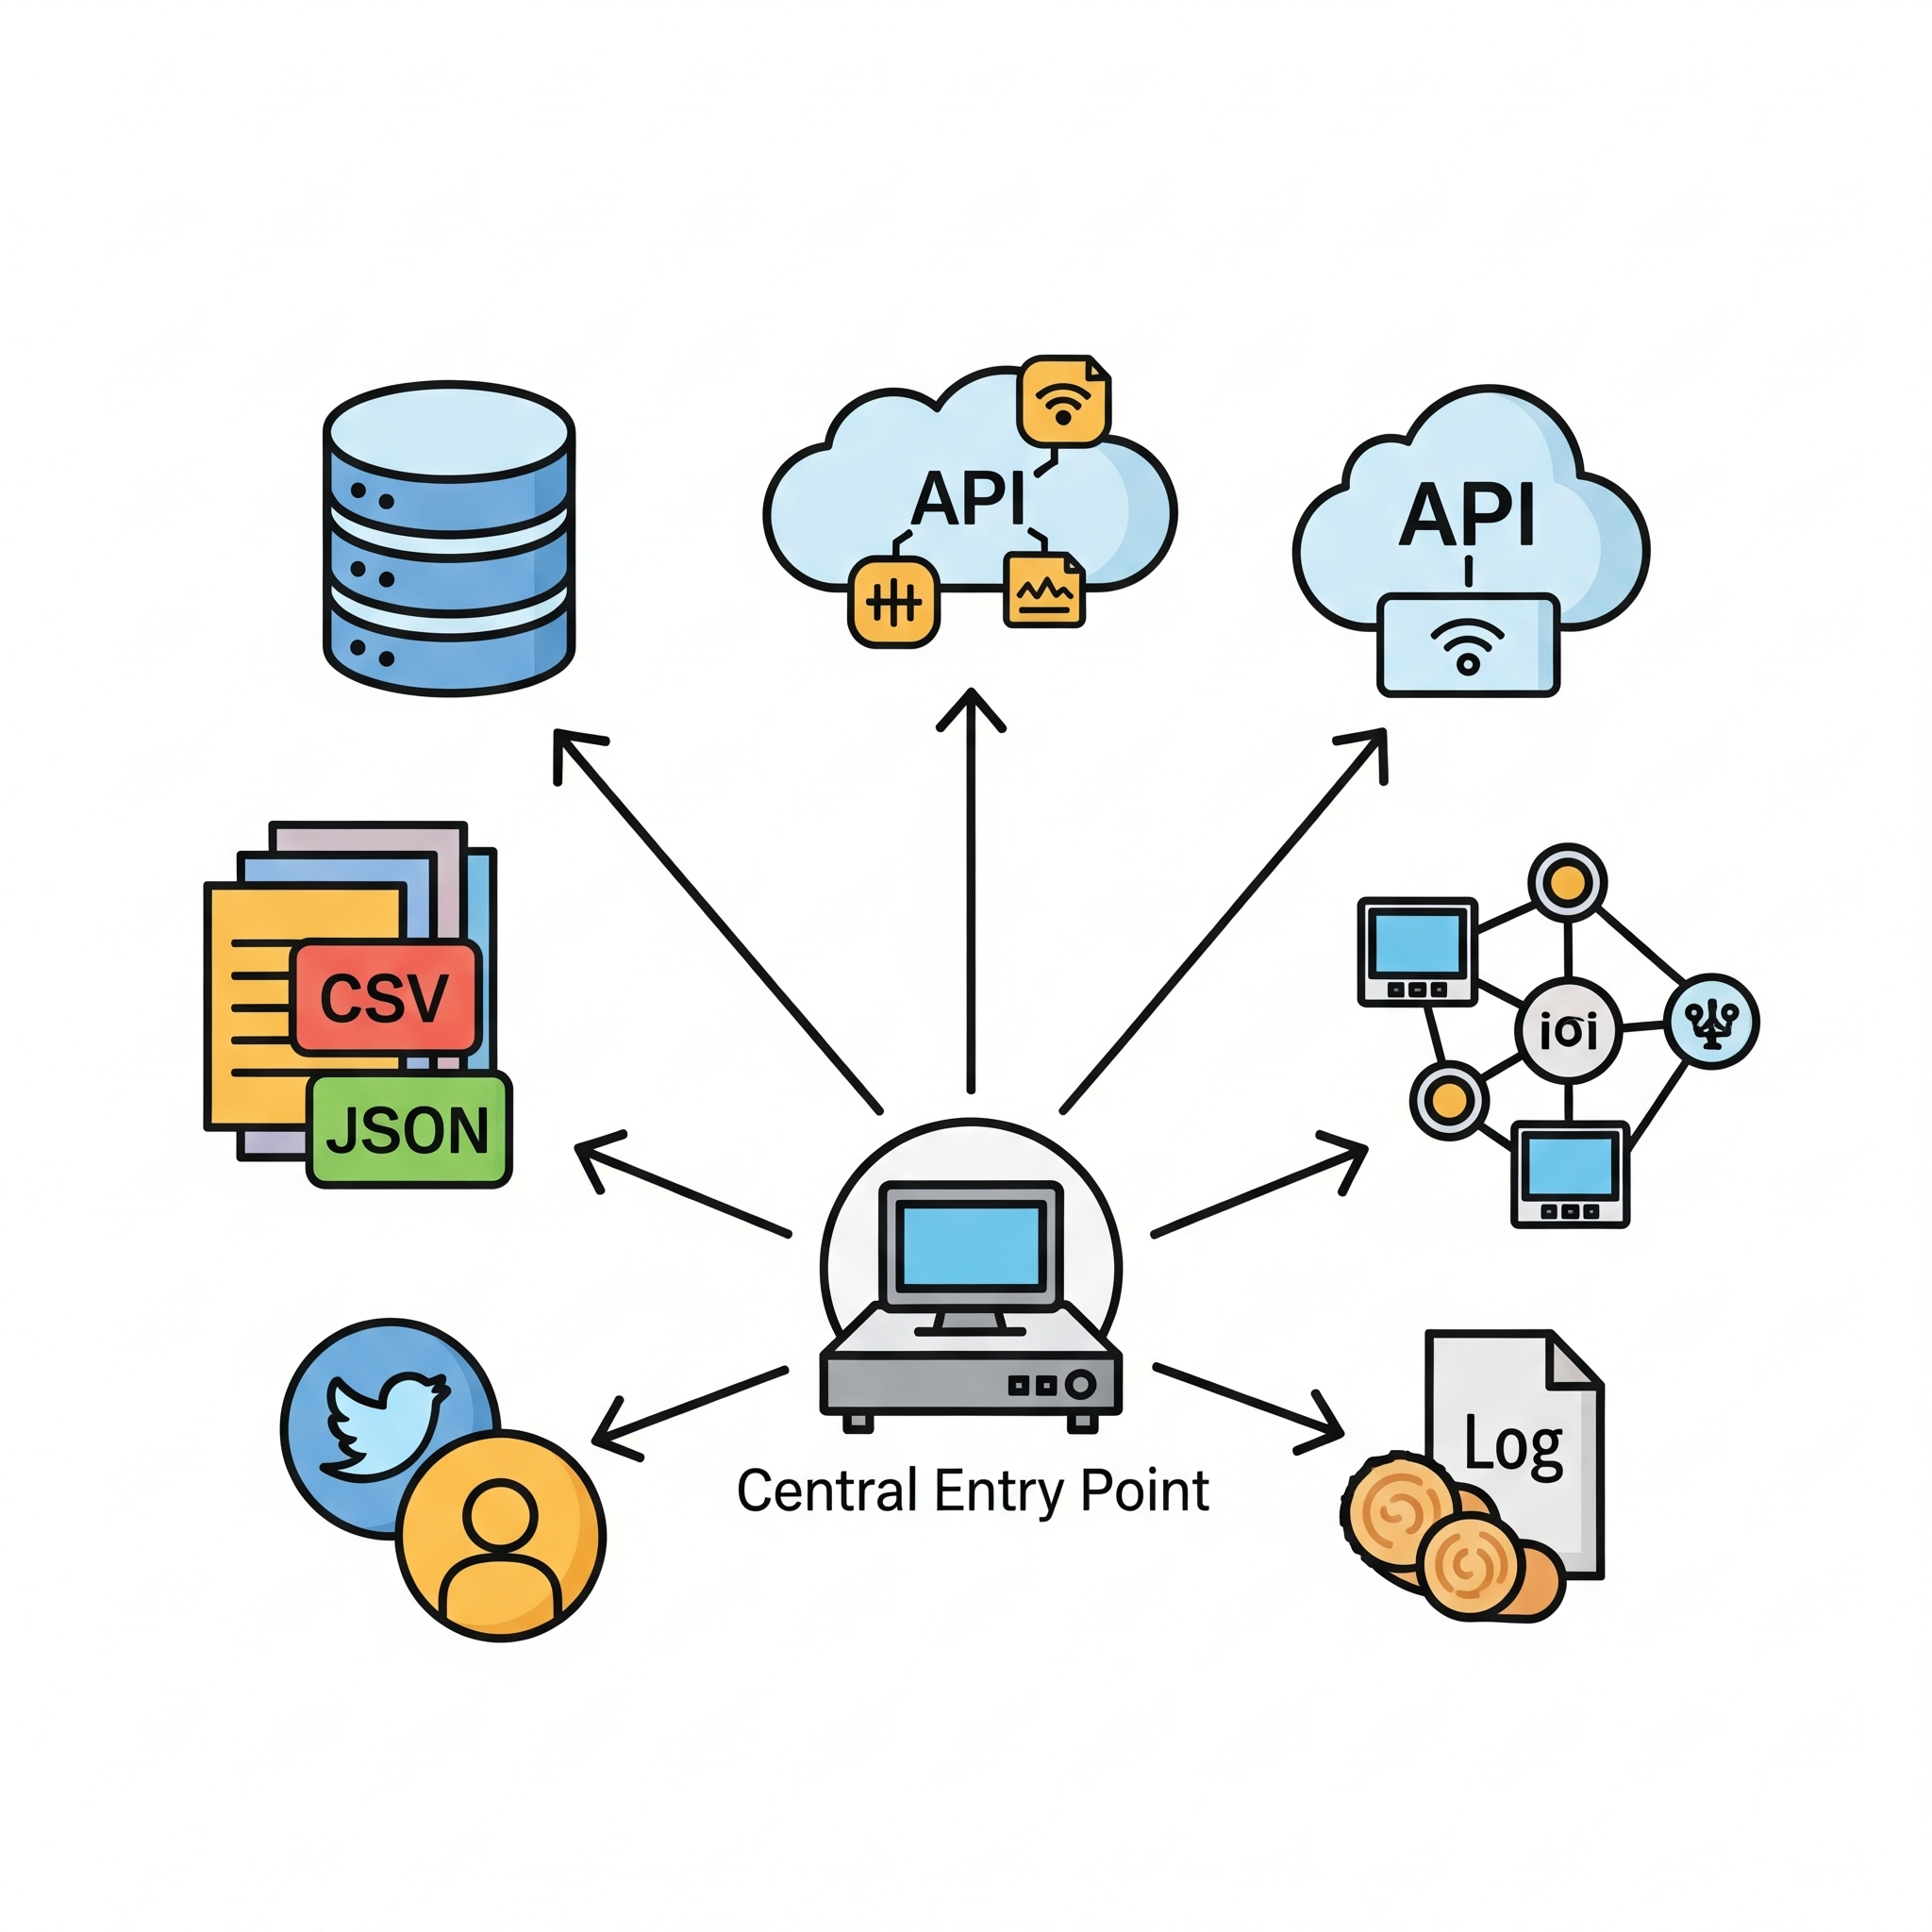 API
API
CSV
JSON
ioi
Log
Central Entry Point